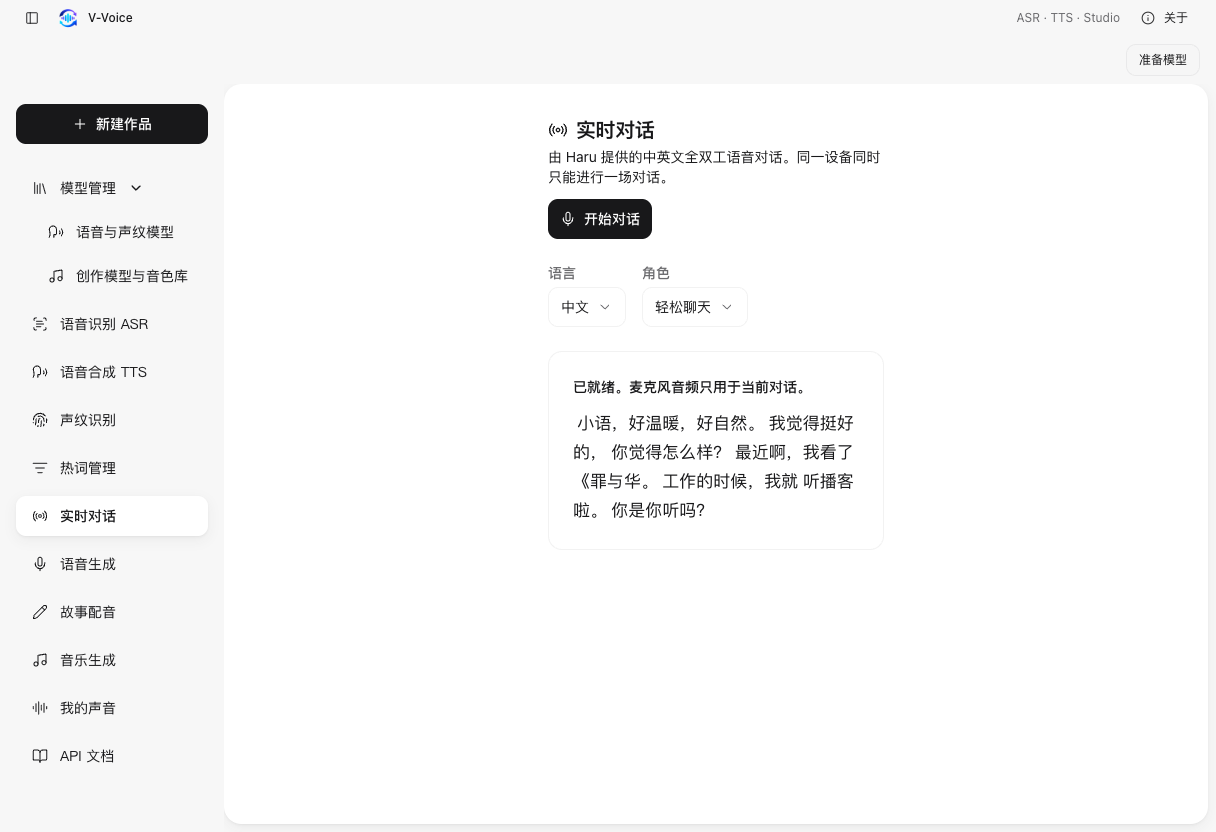 V-Voice
ASR · TTS · Studio
关于
准备模型
新建作品
模型管理
语音与声纹模型
创作模型与音色库
语音识别 ASR
语音合成 TTS
声纹识别
热词管理
实时对话
语音生成
故事配音
音乐生成
我的声音
API 文档
实时对话
由 Haru 提供的中英文全双工语音对话。同一设备同时
只能进行一场对话。
开始对话
语言
角色
中文
轻松聊天
已就绪。麦克风音频只用于当前对话。
小语，好温暖，好自然。 我觉得挺好
的， 你觉得怎么样？ 最近啊，我看了
《罪与华。 工作的时候，我就 听播客
啦。 你是你听吗？